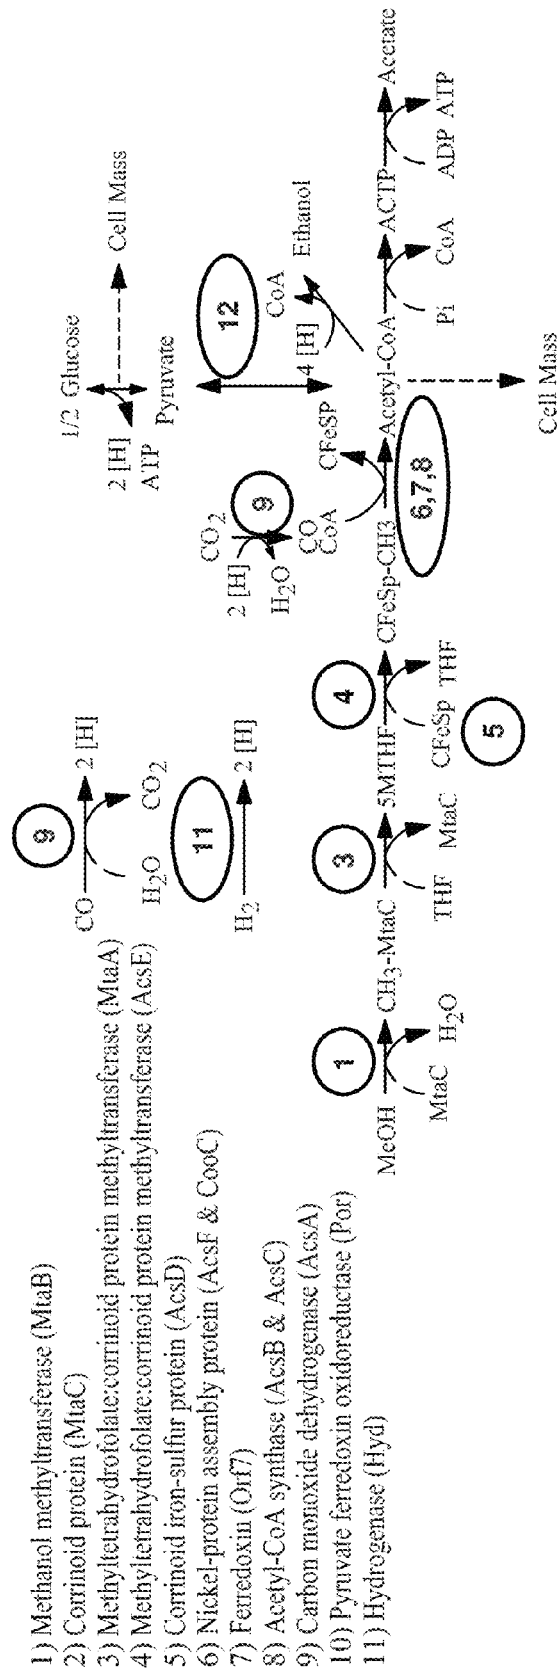 1) Methanol methyltransferase (MtaB)
2) Corrinoid protein (MtaC)
3) Methyltetrahydrofolate:corrinoid protein methyltransferase (MtaA)
4) Methyltetrahydrofolate:corrinoid protein methyltransferase (AcsE)
5) Corrinoid iron-sulfur protein (AcsD)
6) Nickel-protein assembly protein (AcsF & CooC)
7) Ferredoxin (Orf7)
8) Acetyl-CoA synthase (AcsB & AcsC)
9) Carbon monoxide dehydrogenase (AcsA)
10) Pyruvate ferredoxin oxidoreductase (Por)
11) Hydrogenase (Hyd)
9
CO 2 [H]
H2O CO2
11
H2 2 [H]
1/2 Glucose
2 [H]
ATP
Cell Mass
Pyruvate
12
CO2
2 [H]
9
H2O
CO
CoA
CFeSP
4 [H]
CoA
Ethanol
1 3 4
MeOH CH3-MtaC 5MTHF CFeSp-CH3 Acetyl-CoA ACTP Acetate
MtaC H2O THF MtaC CFeSp THF Pi CoA ADP ATP
5
6,7,8
Cell Mass